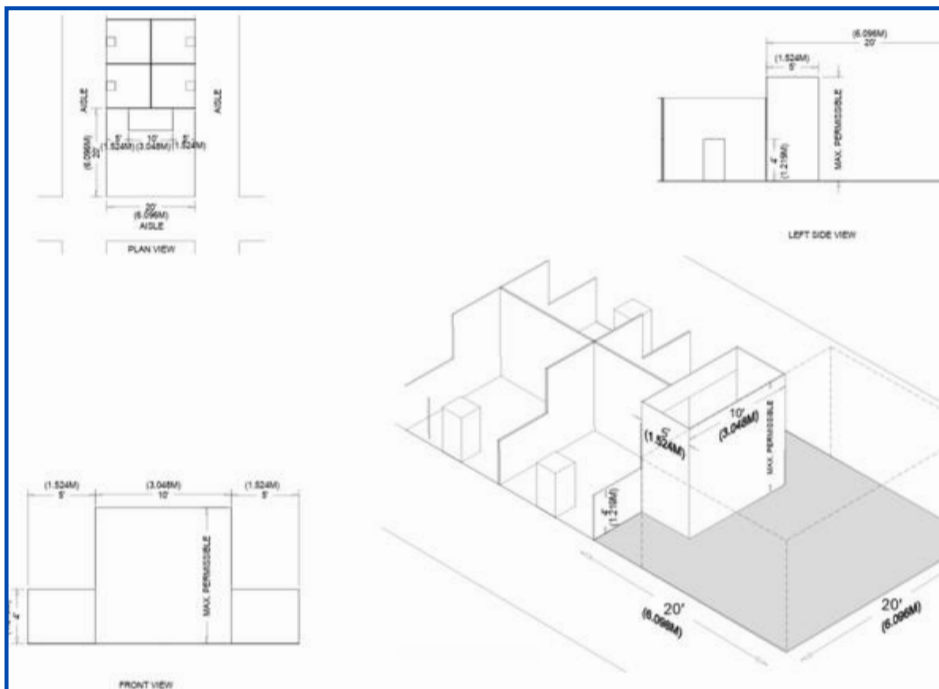 AISLE
AISLE
5' 10' 5'
(1.524M) (3.048M) (1.524M)
20'
(6.096M)
20'
(6.096M)
AISLE
PLAN VIEW
(6.096M)
20'
(1.524M)
5'
4'
(1.219M)
MAX. PERMISSIBLE
LEFT SIDE VIEW
(1.524M) (3.048M) (1.524M)
5' 10' 5'
4'
MAX. PERMISSIBLE
FRONT VIEW
5'
(1.524M)
10'
(3.048M)
MAX. PERMISSIBLE
4'
(1.219M)
20'
(6.096M)
20'
(6.096M)